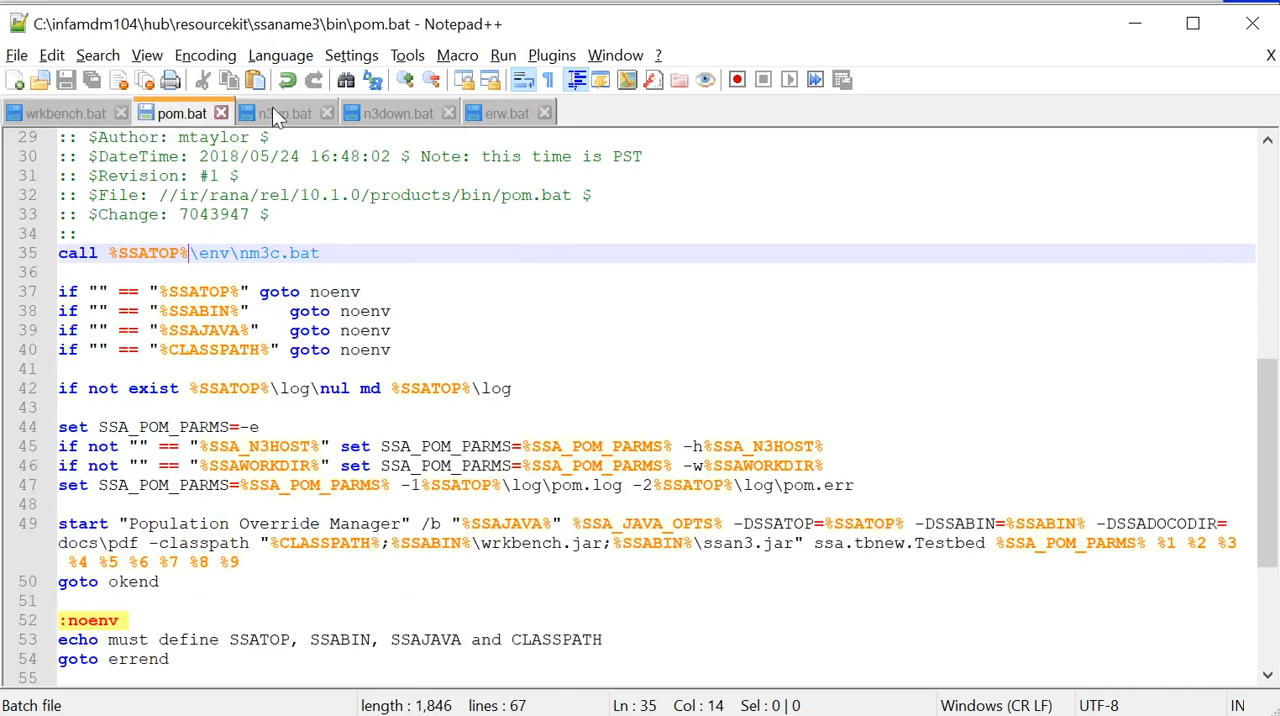 C:\infamdm104\hub\resourcekit\ssaname3\bin\pom.bat - Notepad++
File Edit Search View Encoding Language Settings Tools Macro Run Plugins Window ? X
wrkbench.bat pom.bat n3up.bat n3down.bat erw.bat
29 :: $Author: mtaylor $
30 :: $DateTime: 2018/05/24 16:48:02 $ Note: this time is PST
31 :: $Revision: #1 $
32 :: $File: //ir/rana/rel/10.1.0/products/bin/pom.bat $
33 :: $Change: 7043947 $
34 ::
35 call %SSATOP%\env\nm3c.bat
36
37 if "" == "%SSATOP%" goto noenv
38 if "" == "%SSABIN%" goto noenv
39 if "" == "%SSAJAVA%" goto noenv
40 if "" == "%CLASSPATH%" goto noenv
41
42 if not exist %SSATOP%\log\nul md %SSATOP%\log
43
44 set SSA_POM_PARMS=-e
45 if not "" == "%SSA_N3HOST%" set SSA_POM_PARMS=%SSA_POM_PARMS% -h%SSA_N3HOST%
46 if not "" == "%SSAWORKDIR%" set SSA_POM_PARMS=%SSA_POM_PARMS% -w%SSAWORKDIR%
47 set SSA_POM_PARMS=%SSA_POM_PARMS% -1%SSATOP%\log\pom.log -2%SSATOP%\log\pom.err
48
49 start "Population Override Manager" /b "%SSAJAVA%" %SSA_JAVA_OPTS% -DSSATOP=%SSATOP% -DSSABIN=%SSABIN% -DSSADOCODIR=
docs\pdf -classpath "%CLASSPATH%;%SSABIN%\wrkbench.jar;%SSABIN%\ssan3.jar" ssa.tbnew.Testbed %SSA_POM_PARMS% %1 %2 %3
%4 %5 %6 %7 %8 %9
50 goto okend
51
52 :noenv
53 echo must define SSATOP, SSABIN, SSAJAVA and CLASSPATH
54 goto errend
55
Batch file length : 1,846 lines : 67 Ln : 35 Col : 14 Sel : 0 | 0 Windows (CR LF) UTF-8 IN